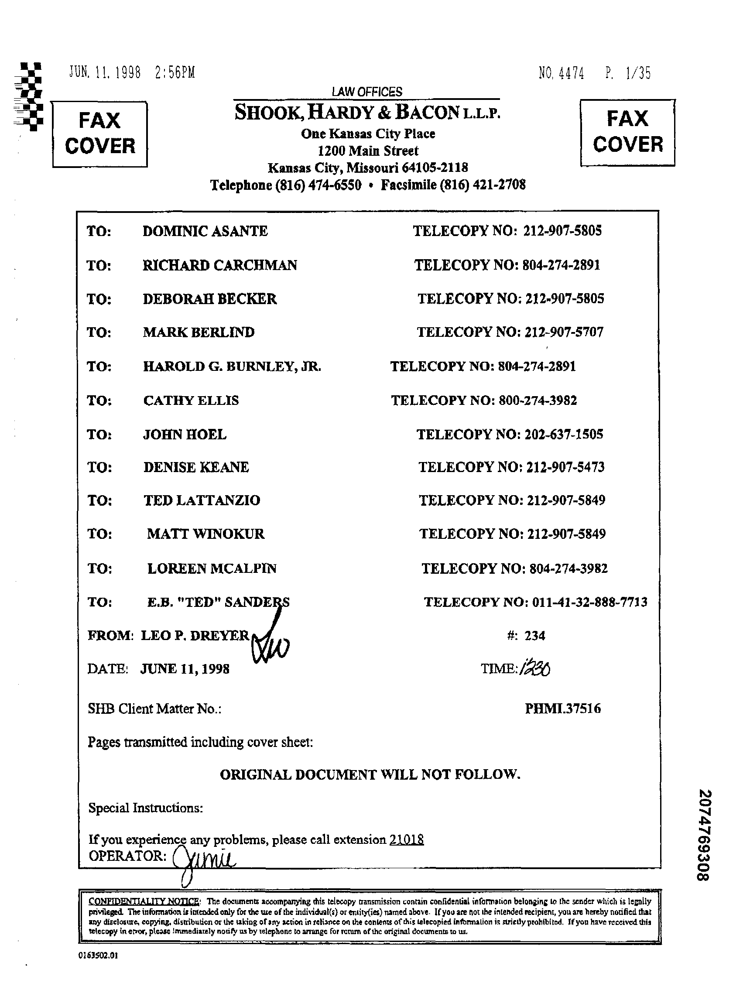 JUN. 11. 1998 2:56PM NO. 4474 P. 1/35
LAW OFFICES
SHOOK, HARDY & BACON L.L.P.
FAX COVER
FAX COVER
One Kansas City Place
1200 Main Street
Kansas City, Missouri 64105-2118
Telephone (816) 474-6550 • Facsimile (816) 421-2708
TO: DOMINIC ASANTE TELECOPY NO: 212-907-5805
TO: RICHARD CARCHMAN TELECOPY NO: 804-274-2891
TO: DEBORAH BECKER TELECOPY NO: 212-907-5805
TO: MARK BERLIND TELECOPY NO: 212-907-5707
TO: HAROLD G. BURNLEY, JR. TELECOPY NO: 804-274-2891
TO: CATHY ELLIS TELECOPY NO: 800-274-3982
TO: JOHN HOEL TELECOPY NO: 202-637-1505
TO: DENISE KEANE TELECOPY NO: 212-907-5473
TO: TED LATTANZIO TELECOPY NO: 212-907-5849
TO: MATT WINOKUR TELECOPY NO: 212-907-5849
TO: LOREEN MCALPIN TELECOPY NO: 804-274-3982
TO: E.B. "TED" SANDERS TELECOPY NO: 011-41-32-888-7713
FROM: LEO P. DREYER #: 234
DATE: JUNE 11, 1998 TIME: 1230
SHB Client Matter No.: PHMI.37516
Pages transmitted including cover sheet:
ORIGINAL DOCUMENT WILL NOT FOLLOW.
Special Instructions:
If you experience any problems, please call extension 21018
OPERATOR: Jamie
CONFIDENTIALITY NOTICE: The documents accompanying this telecopy transmission contain confidential information belonging to the sender which is legally
privileged. The information is intended only for the use of the individual(s) or entity(ies) named above. If you are not the intended recipient, you are hereby notified that
any disclosure, copying, distribution or the taking of any action in reliance on the contents of this telecopied information is strictly prohibited. If you have received this
telecopy in error, please immediately notify us by telephone to arrange for return of the original documents to us.
0163502.01
2074769308